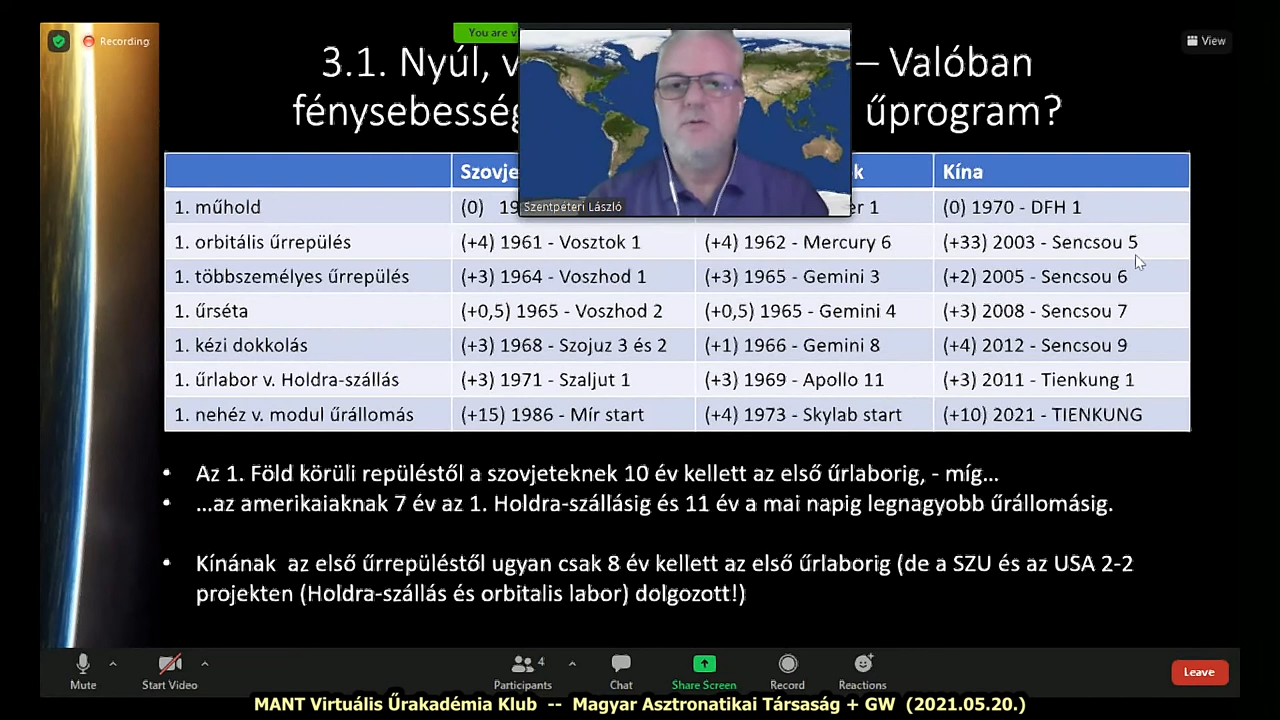 Recording
You are v
View
3.1. Nyúl, v – Valóban
fénysebesség űrprogram?
Szovje k Kína
1. műhold (0) 19 er 1 (0) 1970 - DFH 1
1. orbitális űrrepülés (+4) 1961 - Vosztok 1 (+4) 1962 - Mercury 6 (+33) 2003 - Sencsou 5
1. többszemélyes űrrepülés (+3) 1964 - Voszhod 1 (+3) 1965 - Gemini 3 (+2) 2005 - Sencsou 6
1. űrséta (+0,5) 1965 - Voszhod 2 (+0,5) 1965 - Gemini 4 (+3) 2008 - Sencsou 7
1. kézi dokkolás (+3) 1968 - Szojuz 3 és 2 (+1) 1966 - Gemini 8 (+4) 2012 - Sencsou 9
1. űrlabor v. Holdra-szállás (+3) 1971 - Szaljut 1 (+3) 1969 - Apollo 11 (+3) 2011 - Tienkung 1
1. nehéz v. modul űrállomás (+15) 1986 - Mír start (+4) 1973 - Skylab start (+10) 2021 - TIENKUNG
Szentpéteri László
• Az 1. Föld körüli repüléstől a szovjeteknek 10 év kellett az első űrlaborig, - míg…
• …az amerikaiaknak 7 év az 1. Holdra-szállásig és 11 év a mai napig legnagyobb űrállomásig.
• Kínának az első űrrepüléstől ugyan csak 8 év kellett az első űrlaborig (de a SZU és az USA 2-2
projekten (Holdra-szállás és orbitalis labor) dolgozott!)
Mute Start Video Participants 4 Chat Share Screen Record Reactions Leave
MANT Virtuális Űrakadémia Klub -- Magyar Asztronatikai Társaság + GW (2021.05.20.)